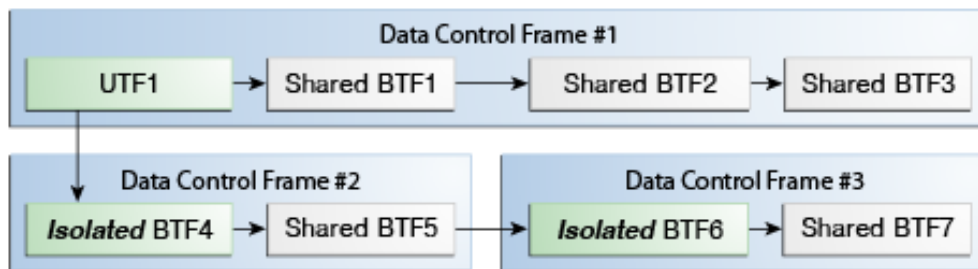 Data Control Frame #1
UTF1
Shared BTF1
Shared BTF2
Shared BTF3
Data Control Frame #2
Isolated BTF4
Shared BTF5
Data Control Frame #3
Isolated BTF6
Shared BTF7